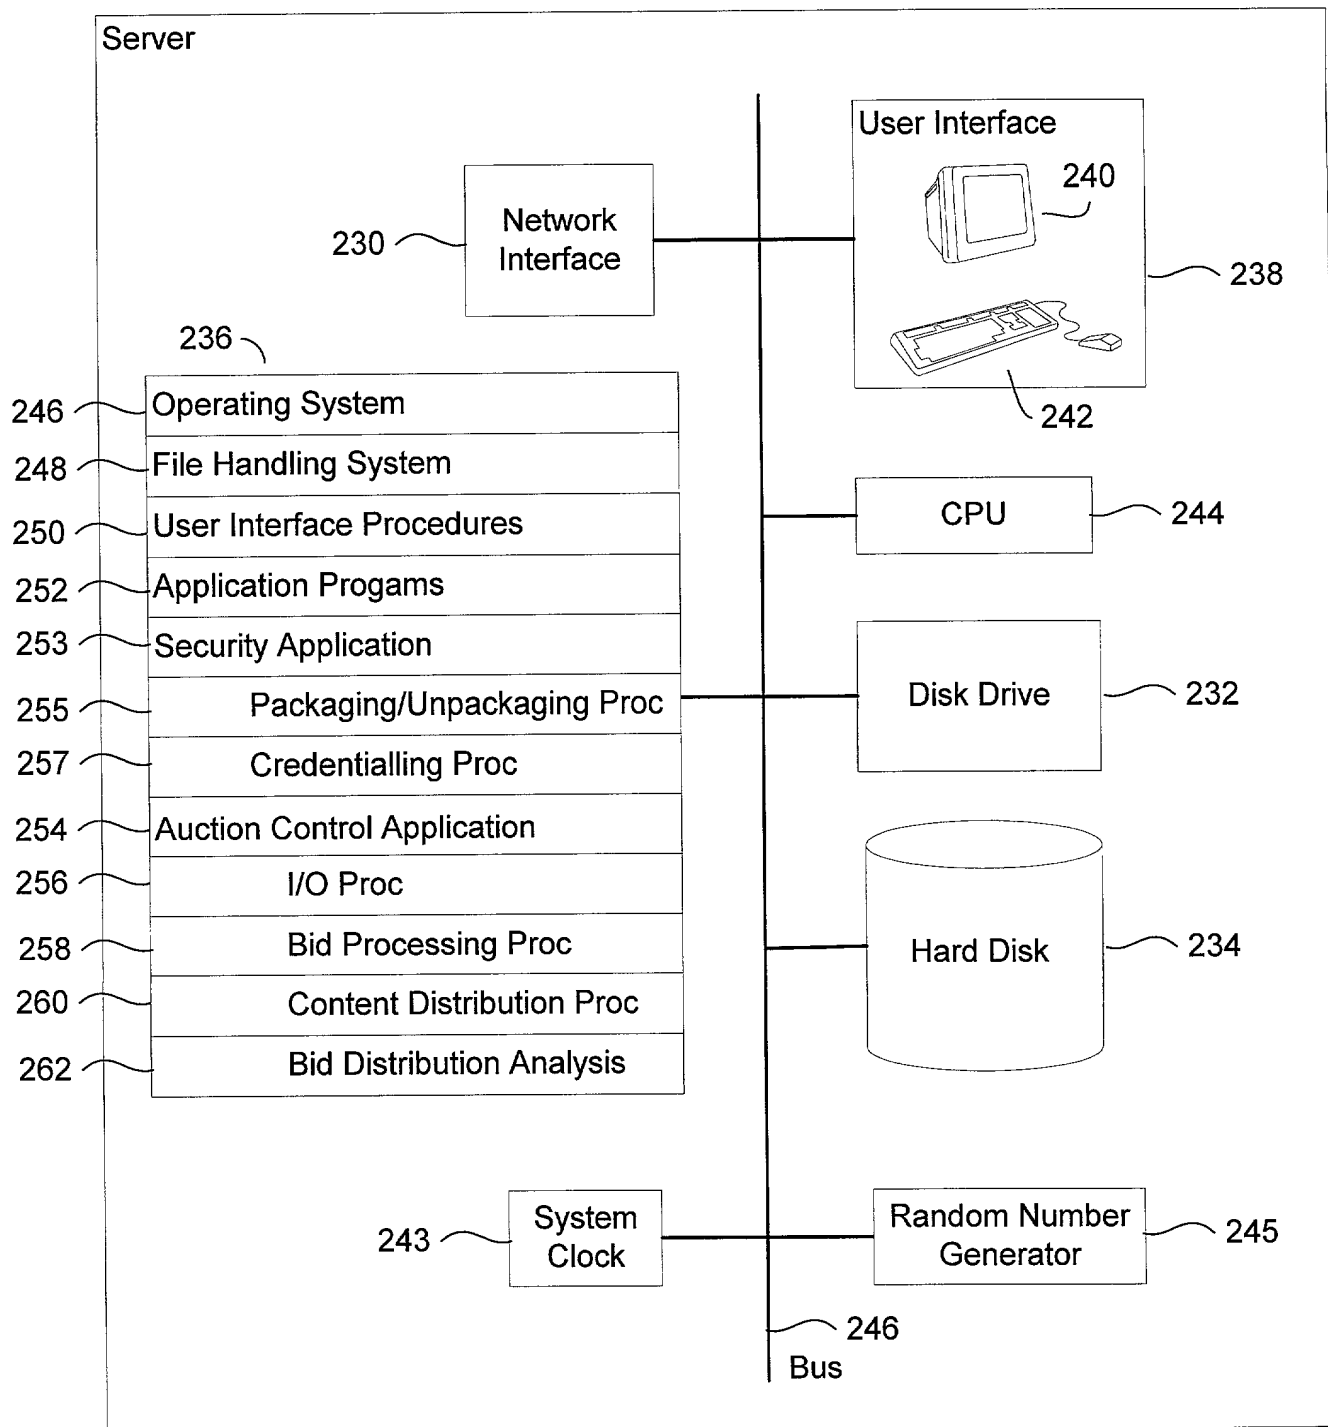 Server
User Interface
240
Network
Interface
230
238
236
242
246
Operating System
248
File Handling System
250
User Interface Procedures
CPU
244
252
Application Progams
253
Security Application
255
Packaging/Unpackaging Proc
Disk Drive
232
257
Credentialling Proc
254
Auction Control Application
256
I/O Proc
258
Bid Processing Proc
Hard Disk
234
260
Content Distribution Proc
262
Bid Distribution Analysis
243
System
Clock
Random Number
Generator
245
246
Bus